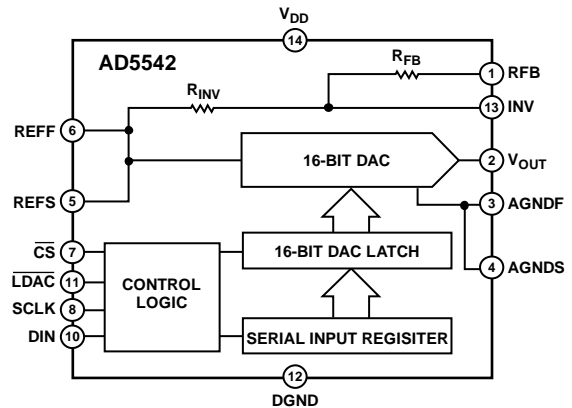 VDD
14
AD5542
RFB
1 RFB
RINV
13 INV
REFF 6
16-BIT DAC
2 VOUT
REFS 5
3 AGNDF
CS 7
16-BIT DAC LATCH
4 AGNDS
LDAC 11
CONTROL
LOGIC
SCLK 8
DIN 10
SERIAL INPUT REGISITER
12
DGND